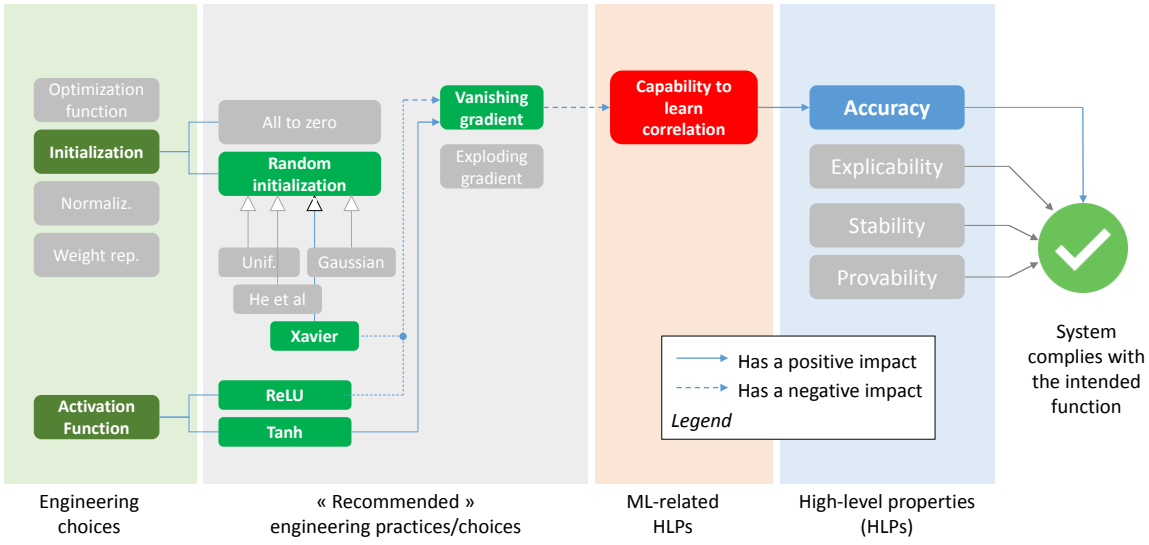 Optimization
function
Initialization
Normaliz.
Weight rep.
Activation
Function
All to zero
Random
initialization
Unif.
Gaussian
He et al
Xavier
ReLU
Tanh
Vanishing
gradient
Exploding
gradient
Capability to
learn
correlation
Accuracy
Explicability
Stability
Provability
System
complies with
the intended
function
Has a positive impact
Has a negative impact
Legend
Engineering
choices
« Recommended »
engineering practices/choices
ML-related
HLPs
High-level properties
(HLPs)